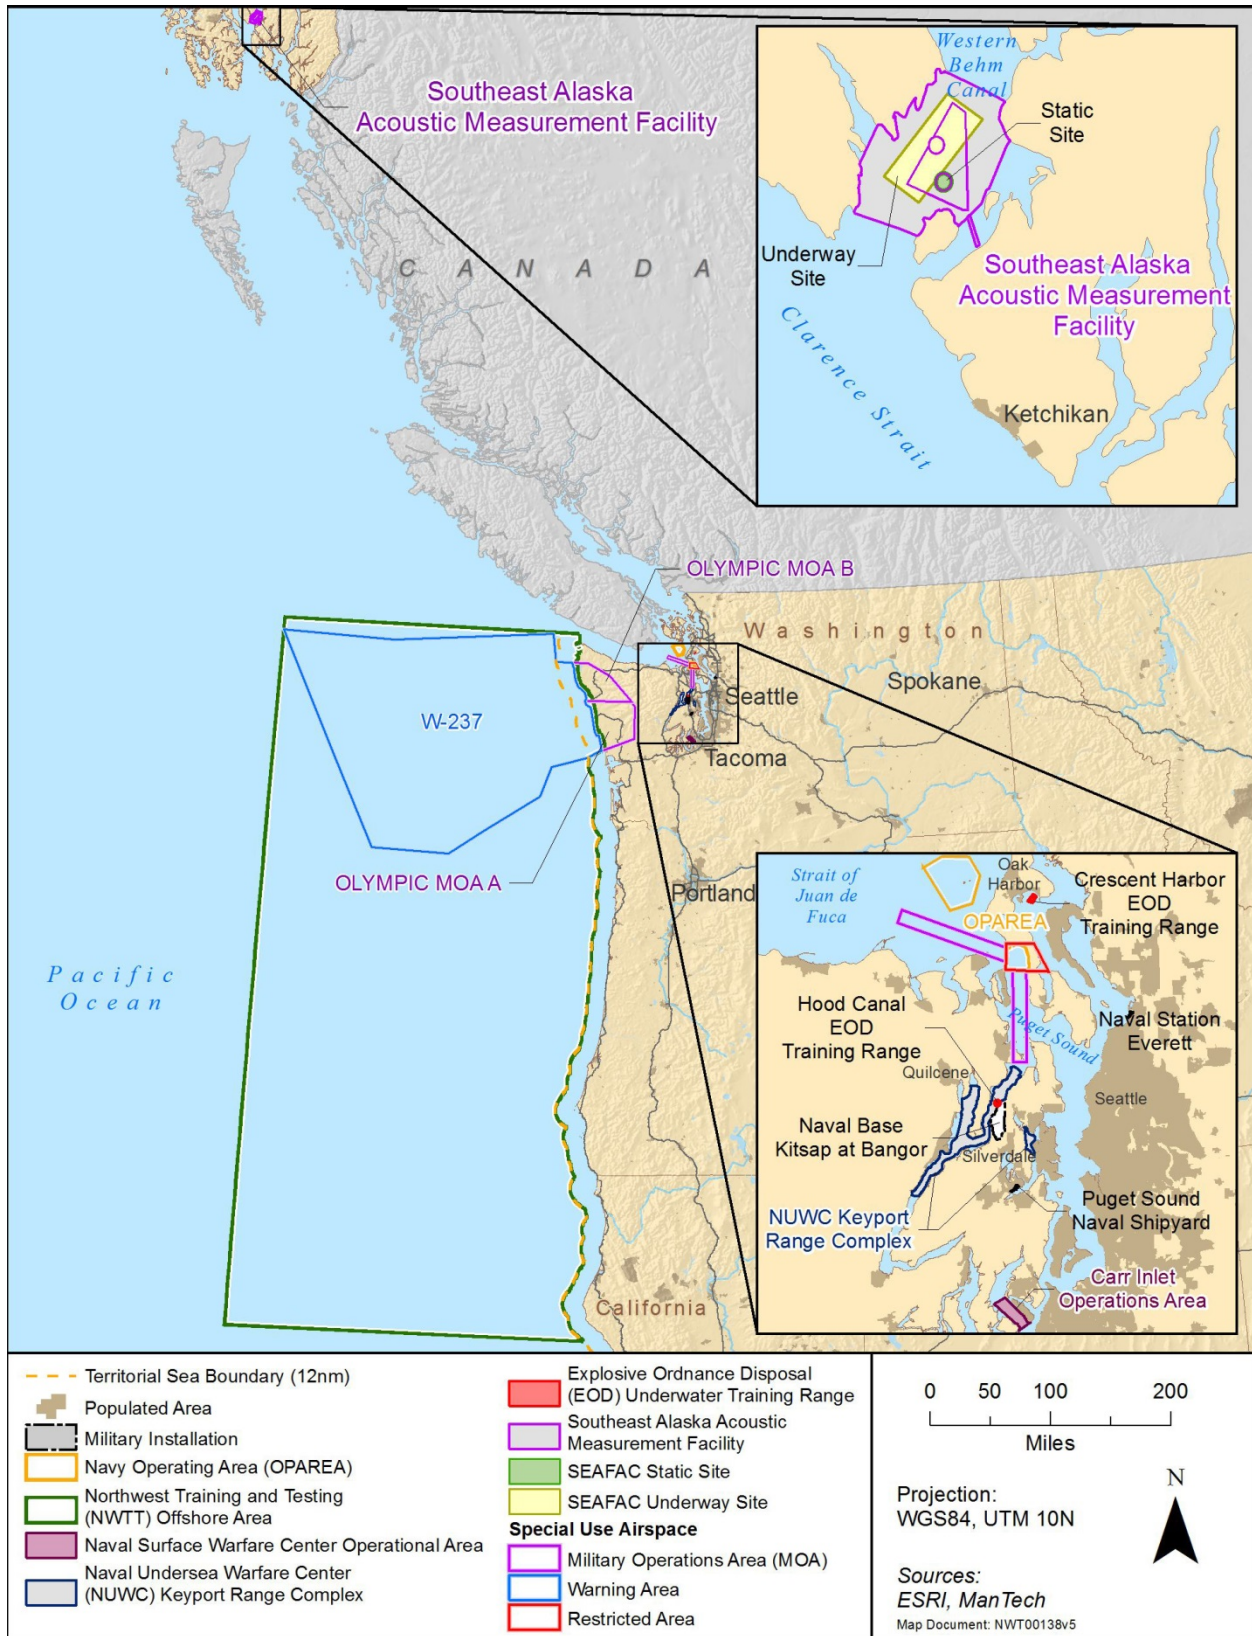 Southeast Alaska
Acoustic Measurement Facility
CANADA
Western
Behm
Canal
Static
Site
Underway
Site
Southeast Alaska
Acoustic Measurement
Facility
Clarence Strait
Ketchikan
OLYMPIC MOA B
Washington
Seattle
Spokane
W-237
Tacoma
OLYMPIC MOA A
Portland
Pacific
Ocean
California
Strait of
Juan de
Fuca
Oak
Harbor
Crescent Harbor
EOD
Training Range
OPAREA
Hood Canal
EOD
Training Range
Puget Sound
Naval Station
Everett
Quilcene
Seattle
Naval Base
Kitsap at Bangor
Silverdale
NUWC Keyport
Range Complex
Puget Sound
Naval Shipyard
Carr Inlet
Operations Area
Territorial Sea Boundary (12nm)
Populated Area
Military Installation
Navy Operating Area (OPAREA)
Northwest Training and Testing
(NWTT) Offshore Area
Naval Surface Warfare Center Operational Area
Naval Undersea Warfare Center
(NUWC) Keyport Range Complex
Explosive Ordnance Disposal
(EOD) Underwater Training Range
Southeast Alaska Acoustic
Measurement Facility
SEAFAC Static Site
SEAFAC Underway Site
Special Use Airspace
Military Operations Area (MOA)
Warning Area
Restricted Area
0 50 100 200
Miles
N
Projection:
WGS84, UTM 10N
Sources:
ESRI, ManTech
Map Document: NWT00138v5